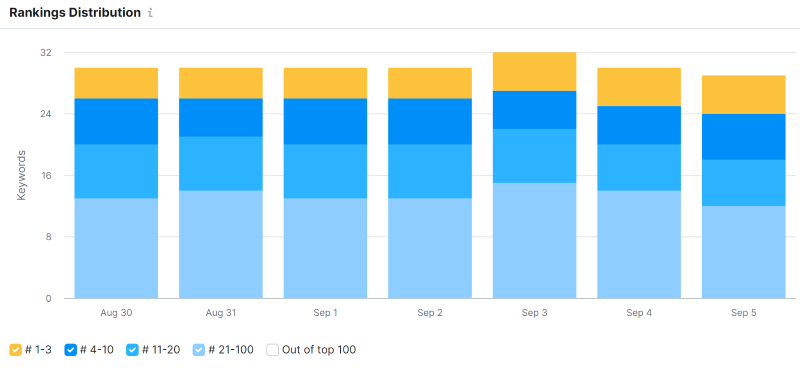 Rankings Distribution i
32
24
16
8
0
Keywords
Aug 30 Aug 31 Sep 1 Sep 2 Sep 3 Sep 4 Sep 5
# 1-3 # 4-10 # 11-20 # 21-100 Out of top 100